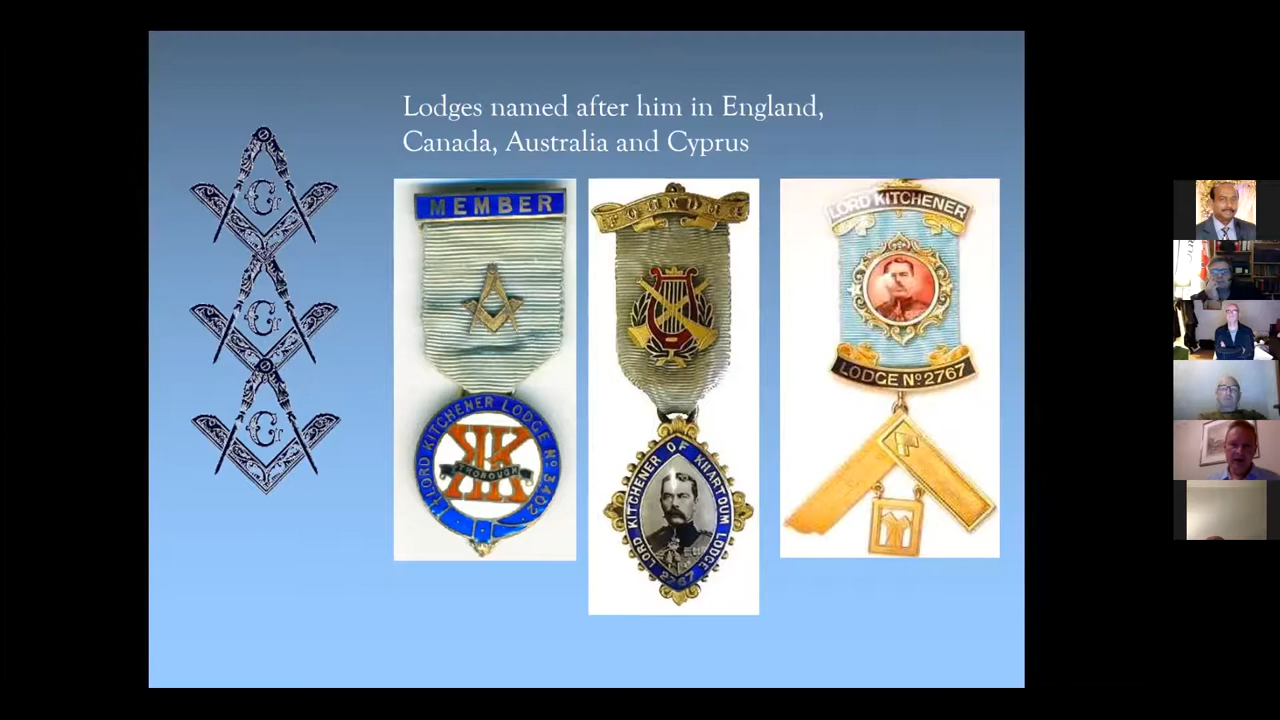 Lodges named after him in England,
Canada, Australia and Cyprus
G
G
G
MEMBER
LORD KITCHENER LODGE No 3402
THOROUGH
FOUNDER
LORD KITCHENER OF KHARTOUM LODGE
2767
LORD KITCHENER
LODGE No 2767